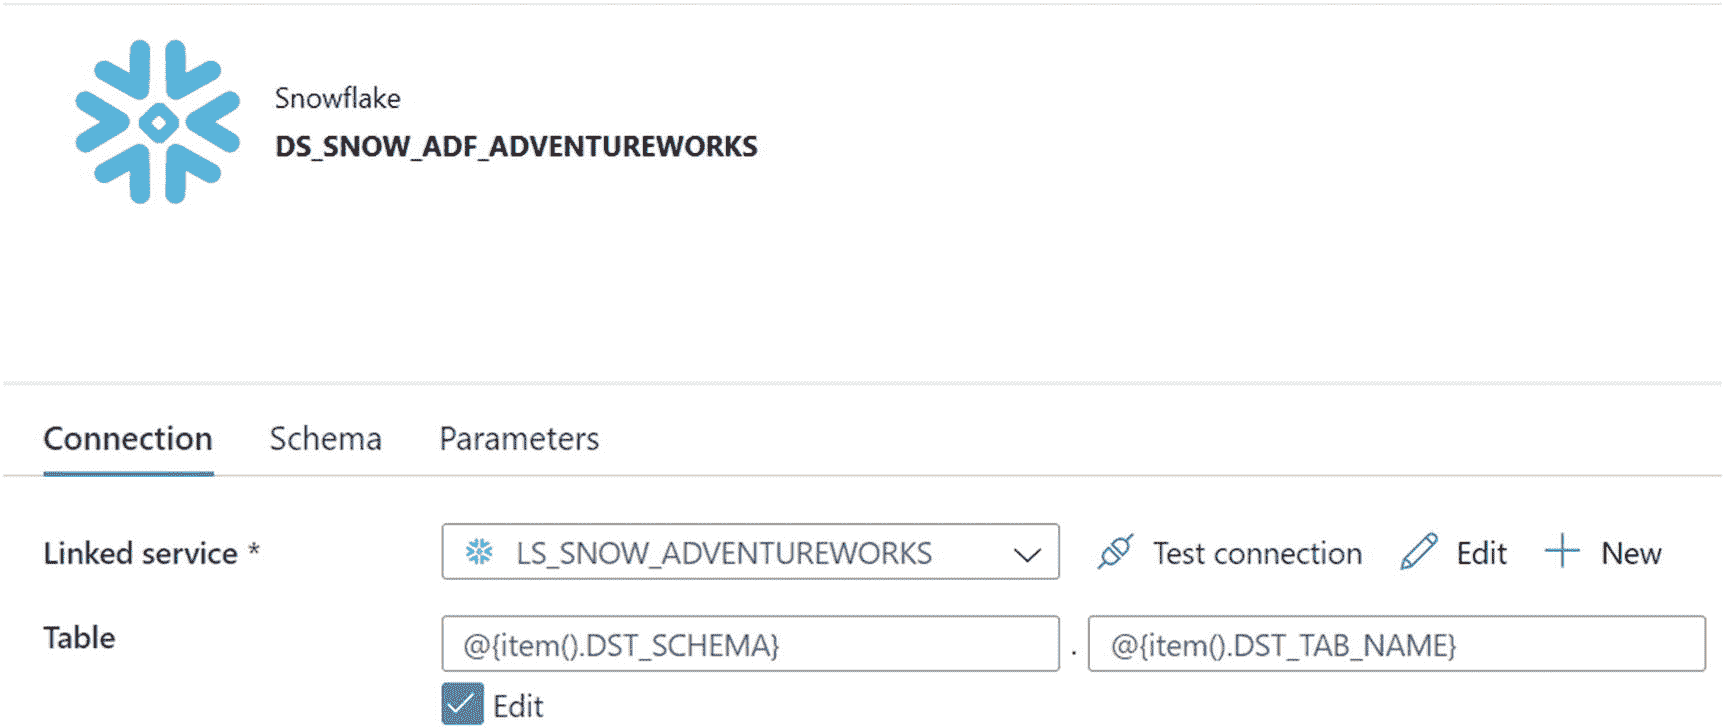 Snowflake
DS_SNOW_ADF_ADVENTUREWORKS
Connection Schema Parameters
Linked service * LS_SNOW_ADVENTUREWORKS Test connection Edit New
Table @{item().DST_SCHEMA} . @{item().DST_TAB_NAME}
Edit